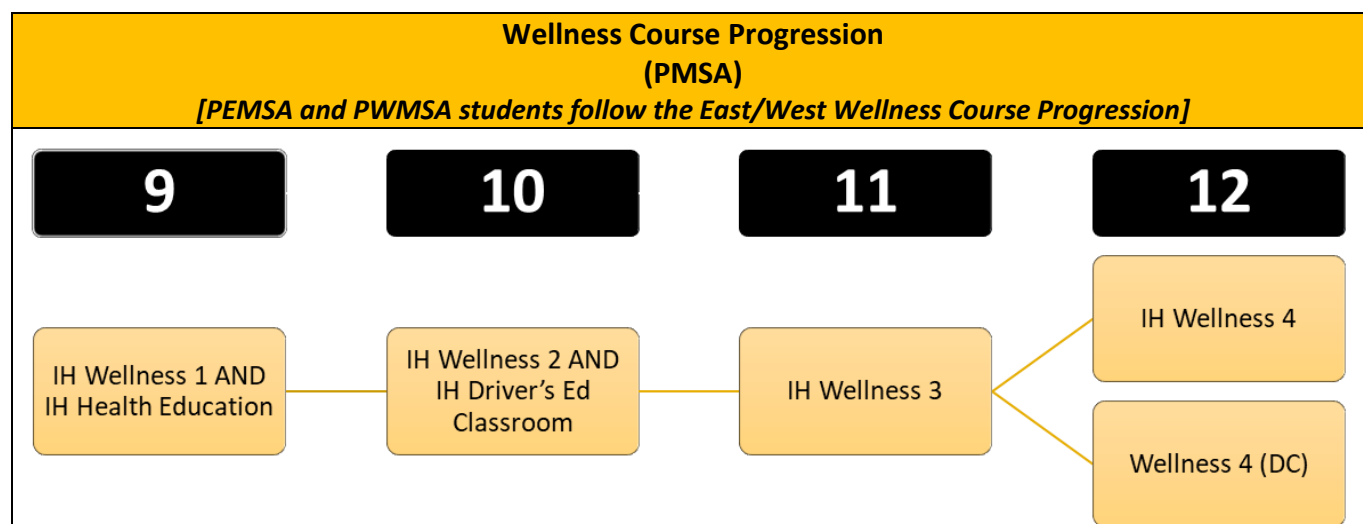 Wellness Course Progression
(PMSA)
[PEMSA and PWMSA students follow the East/West Wellness Course Progression]
9
10
11
12
IH Wellness 1 AND
IH Health Education
IH Wellness 2 AND
IH Driver’s Ed
Classroom
IH Wellness 3
IH Wellness 4
Wellness 4 (DC)